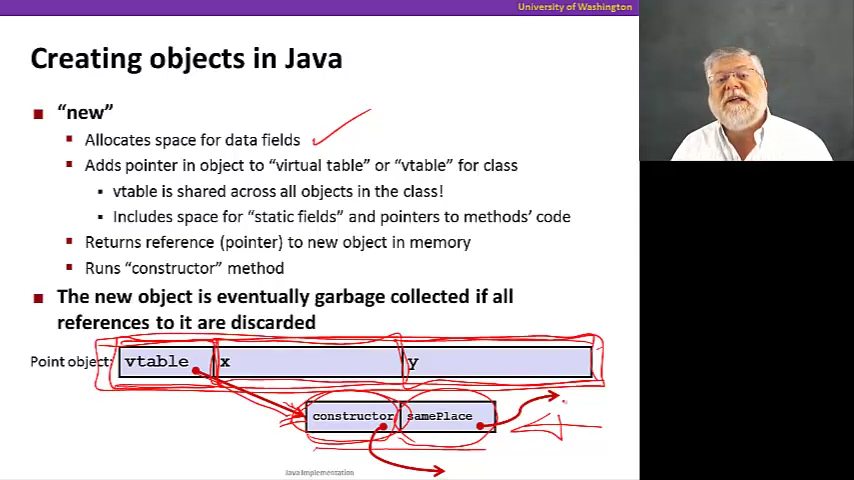 University of Washington
Creating objects in Java
"new"
Allocates space for data fields
Adds pointer in object to "virtual table" or "vtable" for class
vtable is shared across all objects in the class!
Includes space for "static fields" and pointers to methods' code
Returns reference (pointer) to new object in memory
Runs "constructor" method
The new object is eventually garbage collected if all
references to it are discarded
Point object: vtable x y
constructor samePlace
Java Implementation